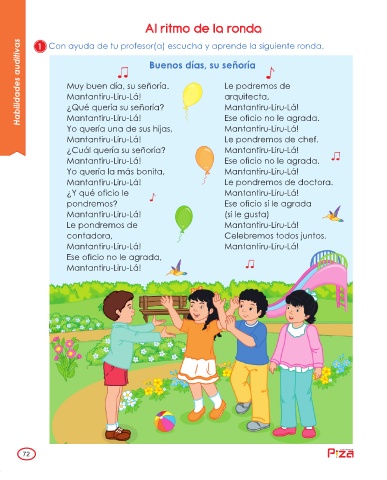 Al ritmo de la ronda
Habilidades auditivas
1 Con ayuda de tu profesor(a) escucha y aprende la siguiente ronda.
Buenos días, su señoría
Muy buen día, su señoría.
Mantantiru-Liru-Lá!
¿Qué quería su señoría?
Mantantiru-Liru-Lá!
Yo quería una de sus hijas,
Mantantiru-Liru-Lá!
¿Cuál quería su señoría?
Mantantiru-Liru-Lá!
Yo quería la más bonita,
Mantantiru-Liru-Lá!
¿Y qué oficio le
pondremos?
Mantantiru-Liru-Lá!
Le pondremos de
contadora,
Mantantiru-Liru-Lá!
Ese oficio no le agrada,
Mantantiru-Liru-Lá!
Le podremos de
arquitecta,
Mantantiru-Liru-Lá!
Ese oficio no le agrada.
Mantantiru-Liru-Lá!
Le pondremos de chef,
Mantantiru-Liru-Lá!
Ese oficio no le agrada.
Mantantiru-Liru-Lá!
Le pondremos de doctora.
Mantantiru-Liru-Lá!
Ese oficio si le agrada
(si le gusta)
Mantantiru-Liru-Lá!
Celebremos todos juntos.
Mantantiru-Liru-Lá!
72
Piza